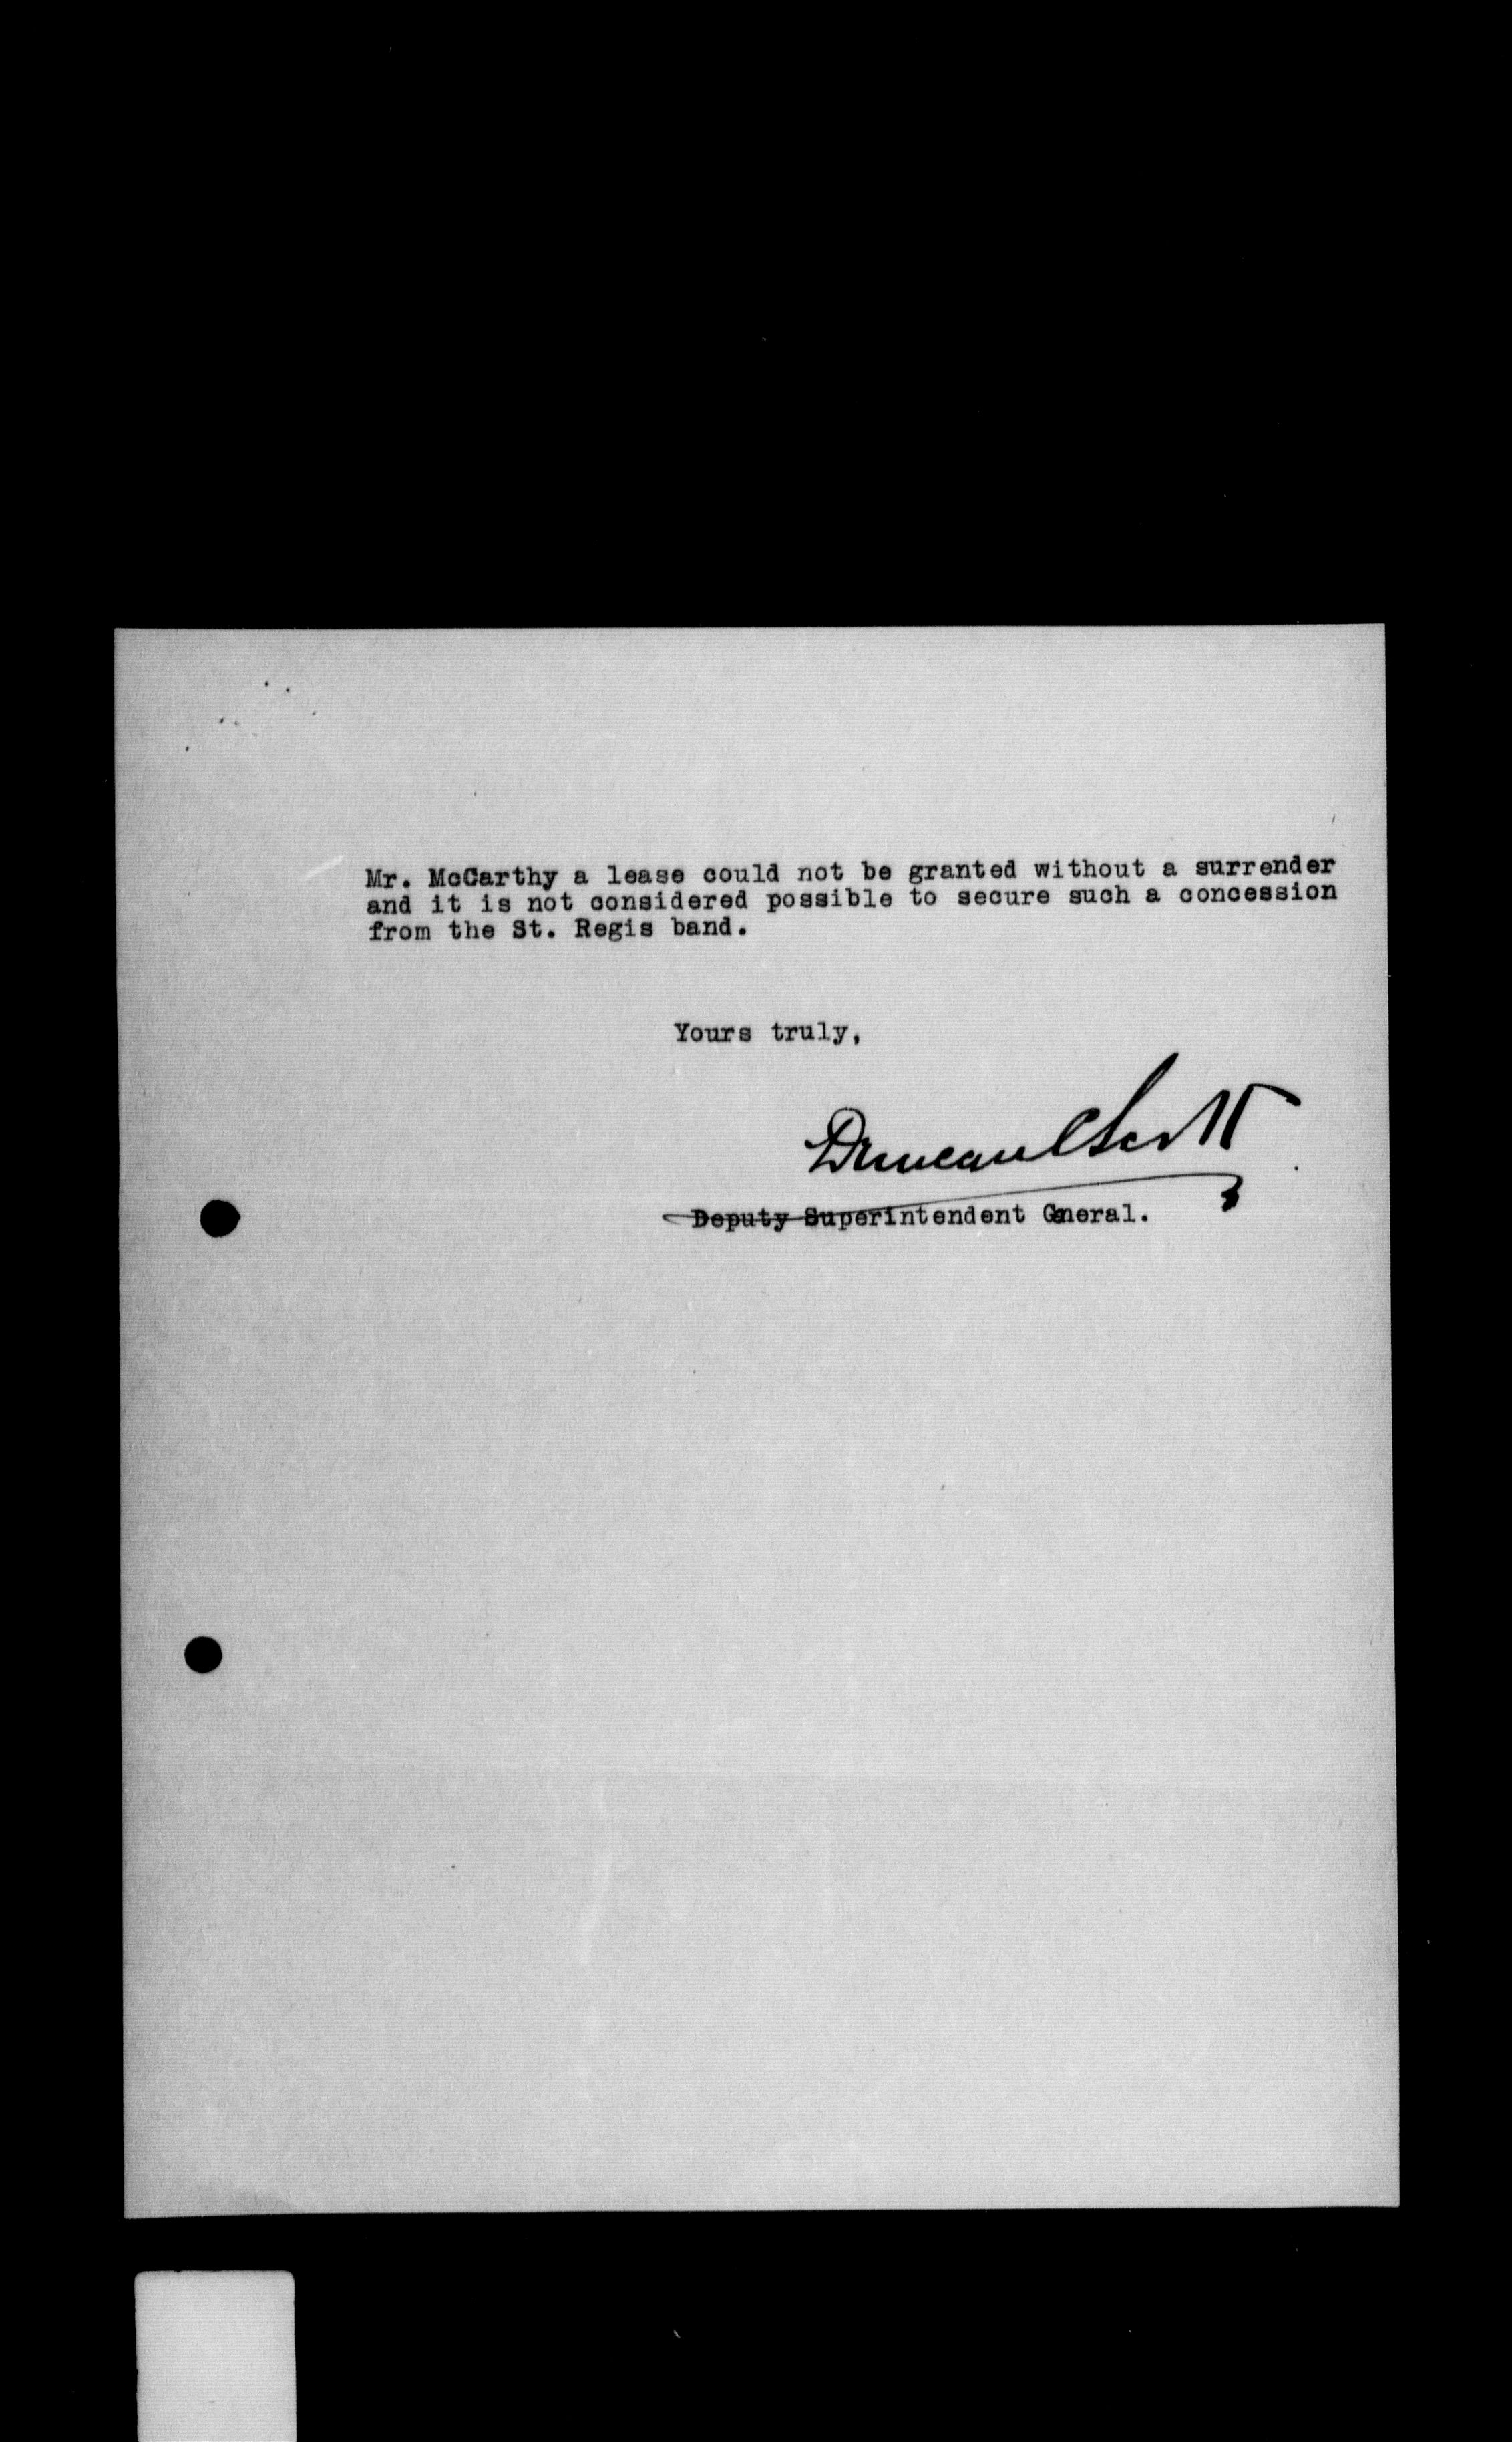 Mr. McCarthy a lease could not be granted without a surrender
and it is not considered possible to secure such a concession
from the St. Regis band.
Yours truly,
Duncan C Scott
Deputy Superintendent General.